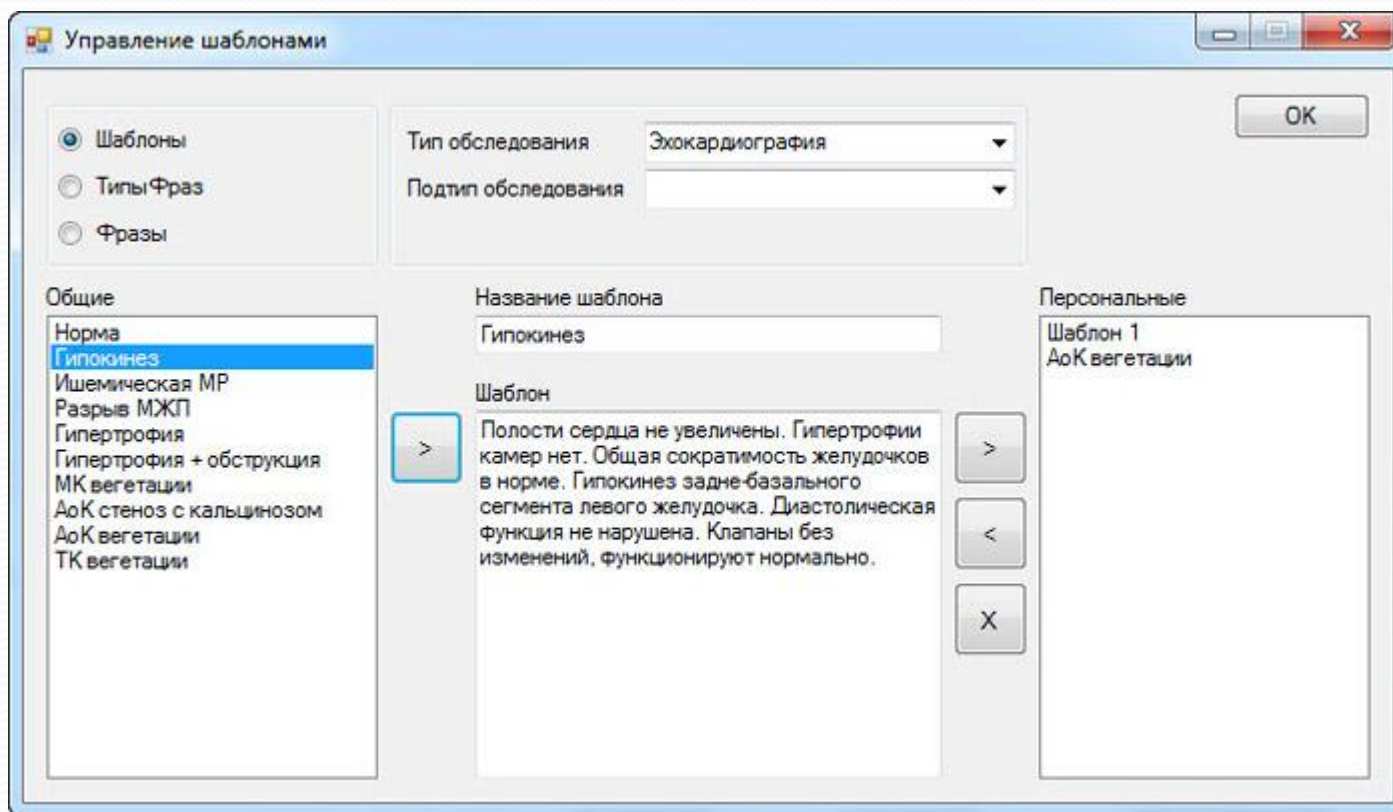 Управление шаблонами
OK
Шаблоны
ТипыФраз
Фразы
Тип обследования
Эхокардиография
Подтип обследования
Общие
Норма
Гипокинез
Ишемическая МР
Разрыв МЖП
Гипертрофия
Гипертрофия + обструкция
МК вегетации
АоК стеноз с кальцинозом
АоК вегетации
ТК вегетации
>
Название шаблона
Гипокинез
Шаблон
Полости сердца не увеличены. Гипертрофии
камер нет. Общая сократимость желудочков
в норме. Гипокинез задне-базального
сегмента левого желудочка. Диастолическая
функция не нарушена. Клапаны без
изменений, функционируют нормально.
>
<
X
Персональные
Шаблон 1
АоК вегетации